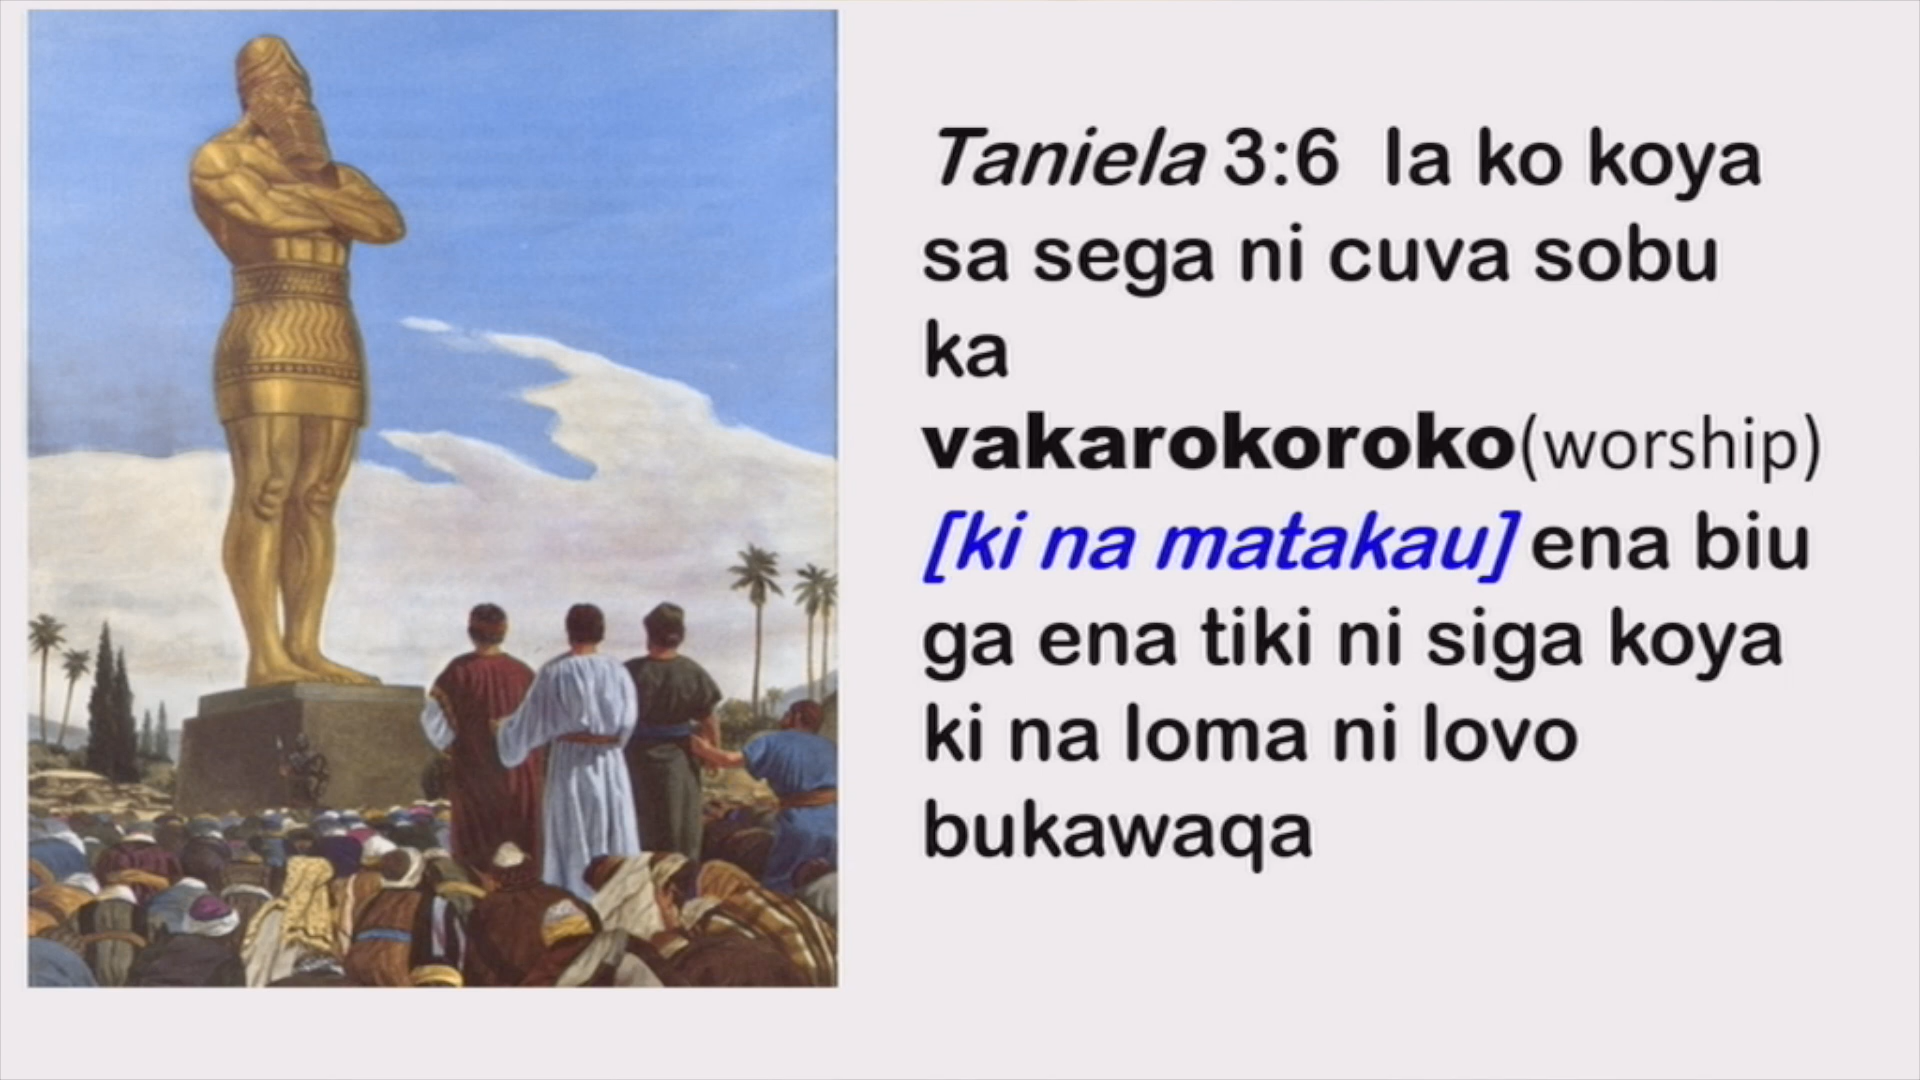 Taniela 3:6 Ia ko koya
sa sega ni cuva sobu
ka
vakarokoroko(worship)
[ki na matakau] ena biu
ga ena tiki ni siga koya
ki na loma ni lovo
bukawaqa